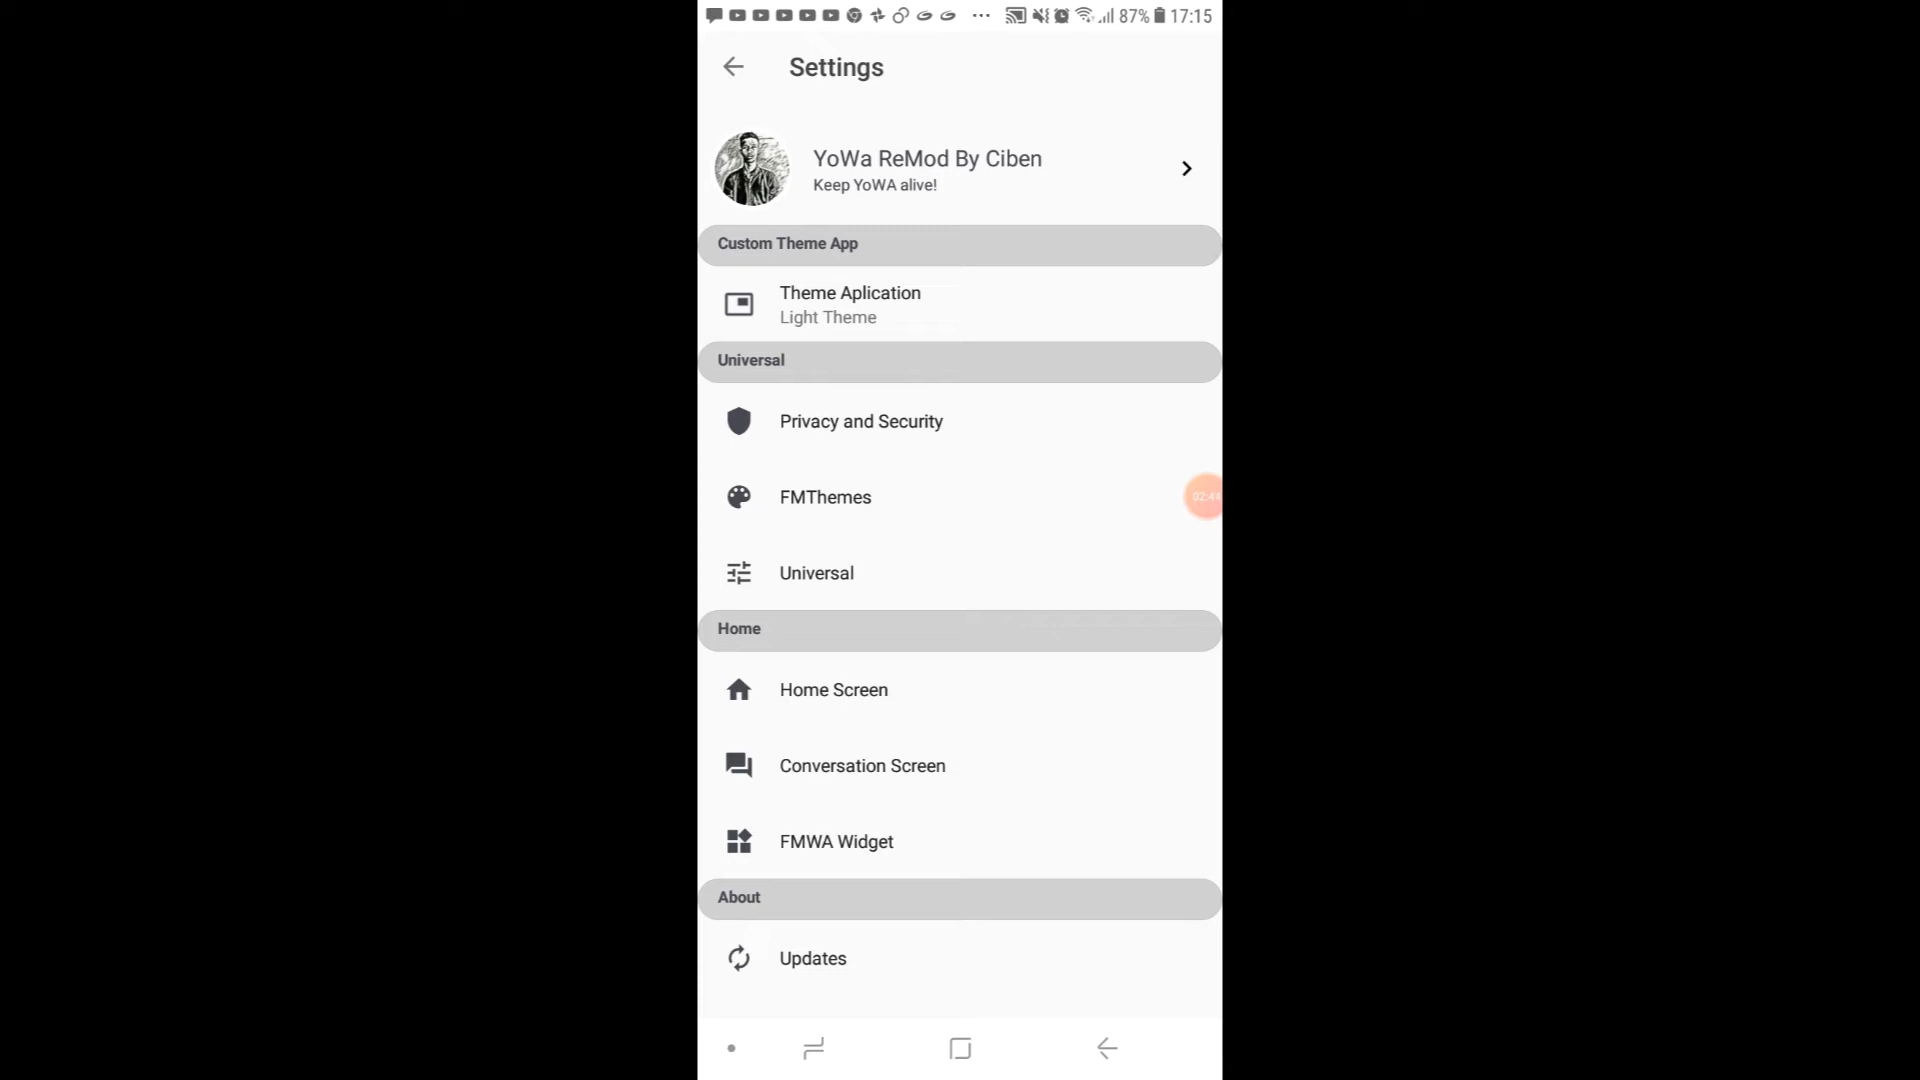 87% 17:15
Settings
YoWa ReMod By Ciben
Keep YoWA alive!
Custom Theme App
Theme Aplication
Light Theme
Universal
Privacy and Security
FMThemes
Universal
Home
Home Screen
Conversation Screen
FMWA Widget
About
Updates